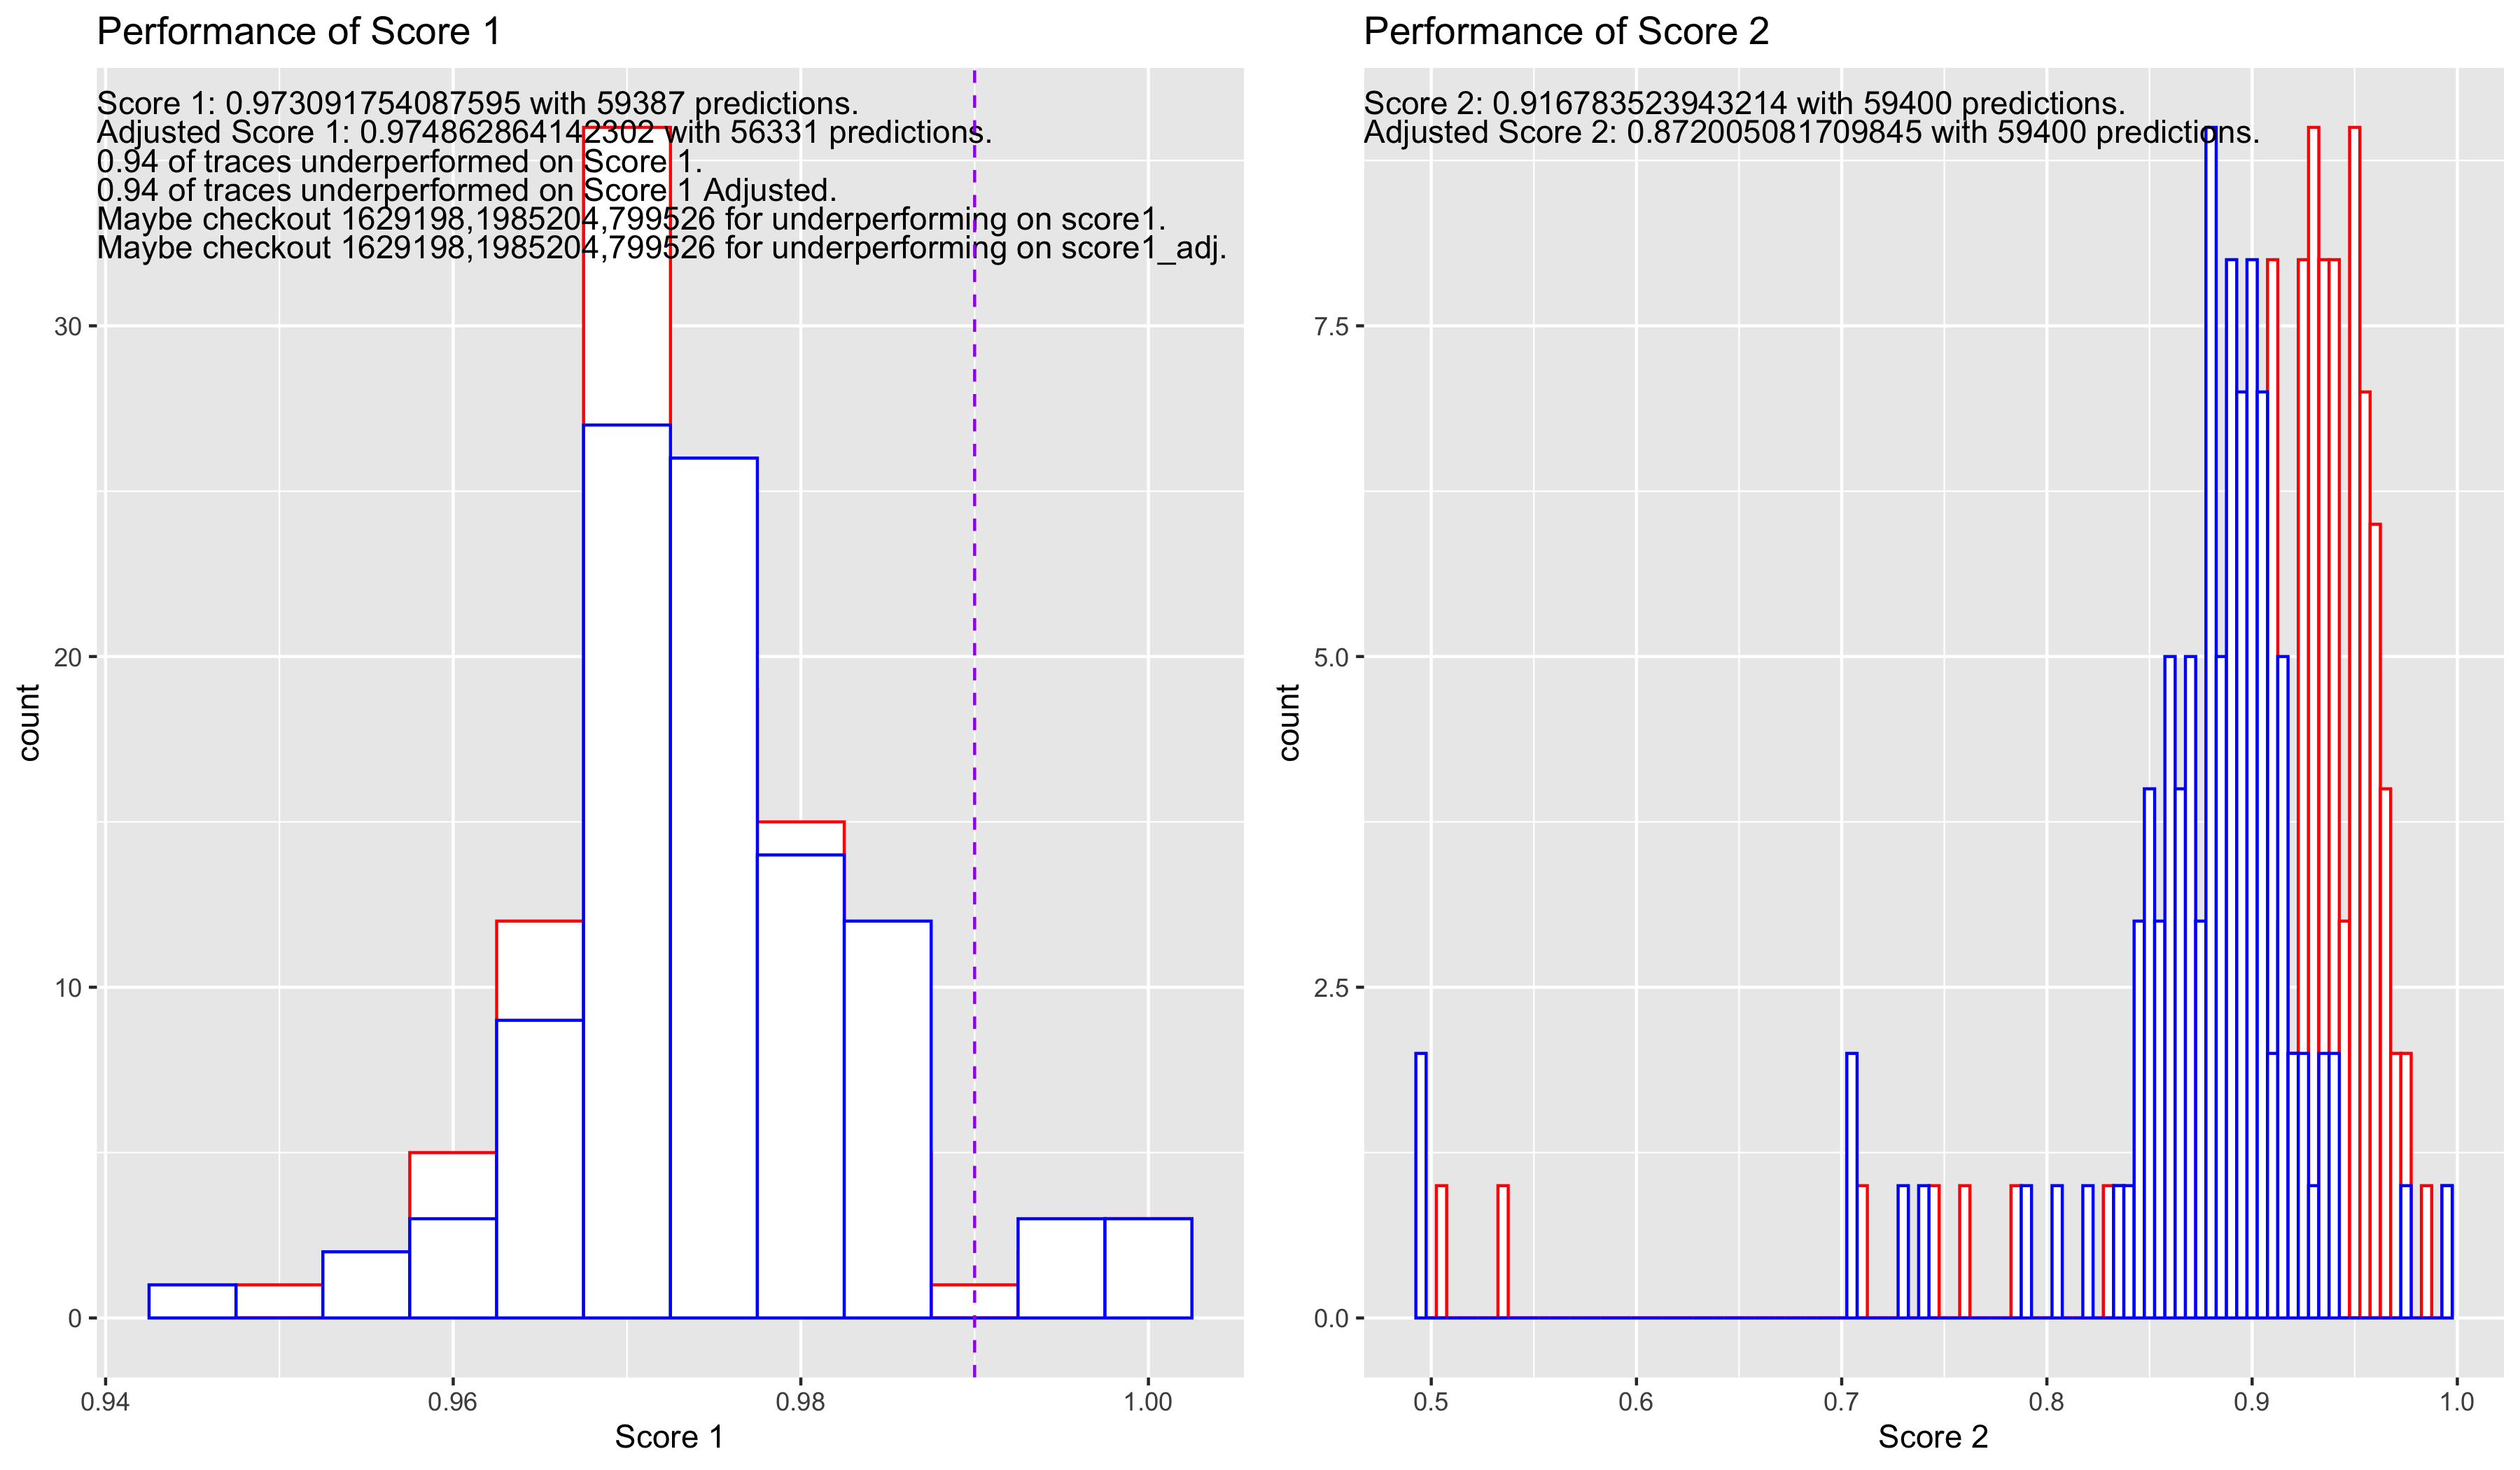 Performance of Score 1
Score 1: 0.973091754087595 with 59387 predictions.
Adjusted Score 1: 0.974862864142302 with 56331 predictions.
0.94 of traces underperformed on Score 1.
0.94 of traces underperformed on Score 1 Adjusted.
Maybe checkout 1629198,1985204,799526 for underperforming on score1.
Maybe checkout 1629198,1985204,799526 for underperforming on score1_adj.
30
20
10
0
count
0.94 0.96 0.98 1.00
Score 1
Performance of Score 2
Score 2: 0.916783523943214 with 59400 predictions.
Adjusted Score 2: 0.872005081709845 with 59400 predictions.
7.5
5.0
2.5
0.0
count
0.5 0.6 0.7 0.8 0.9 1.0
Score 2